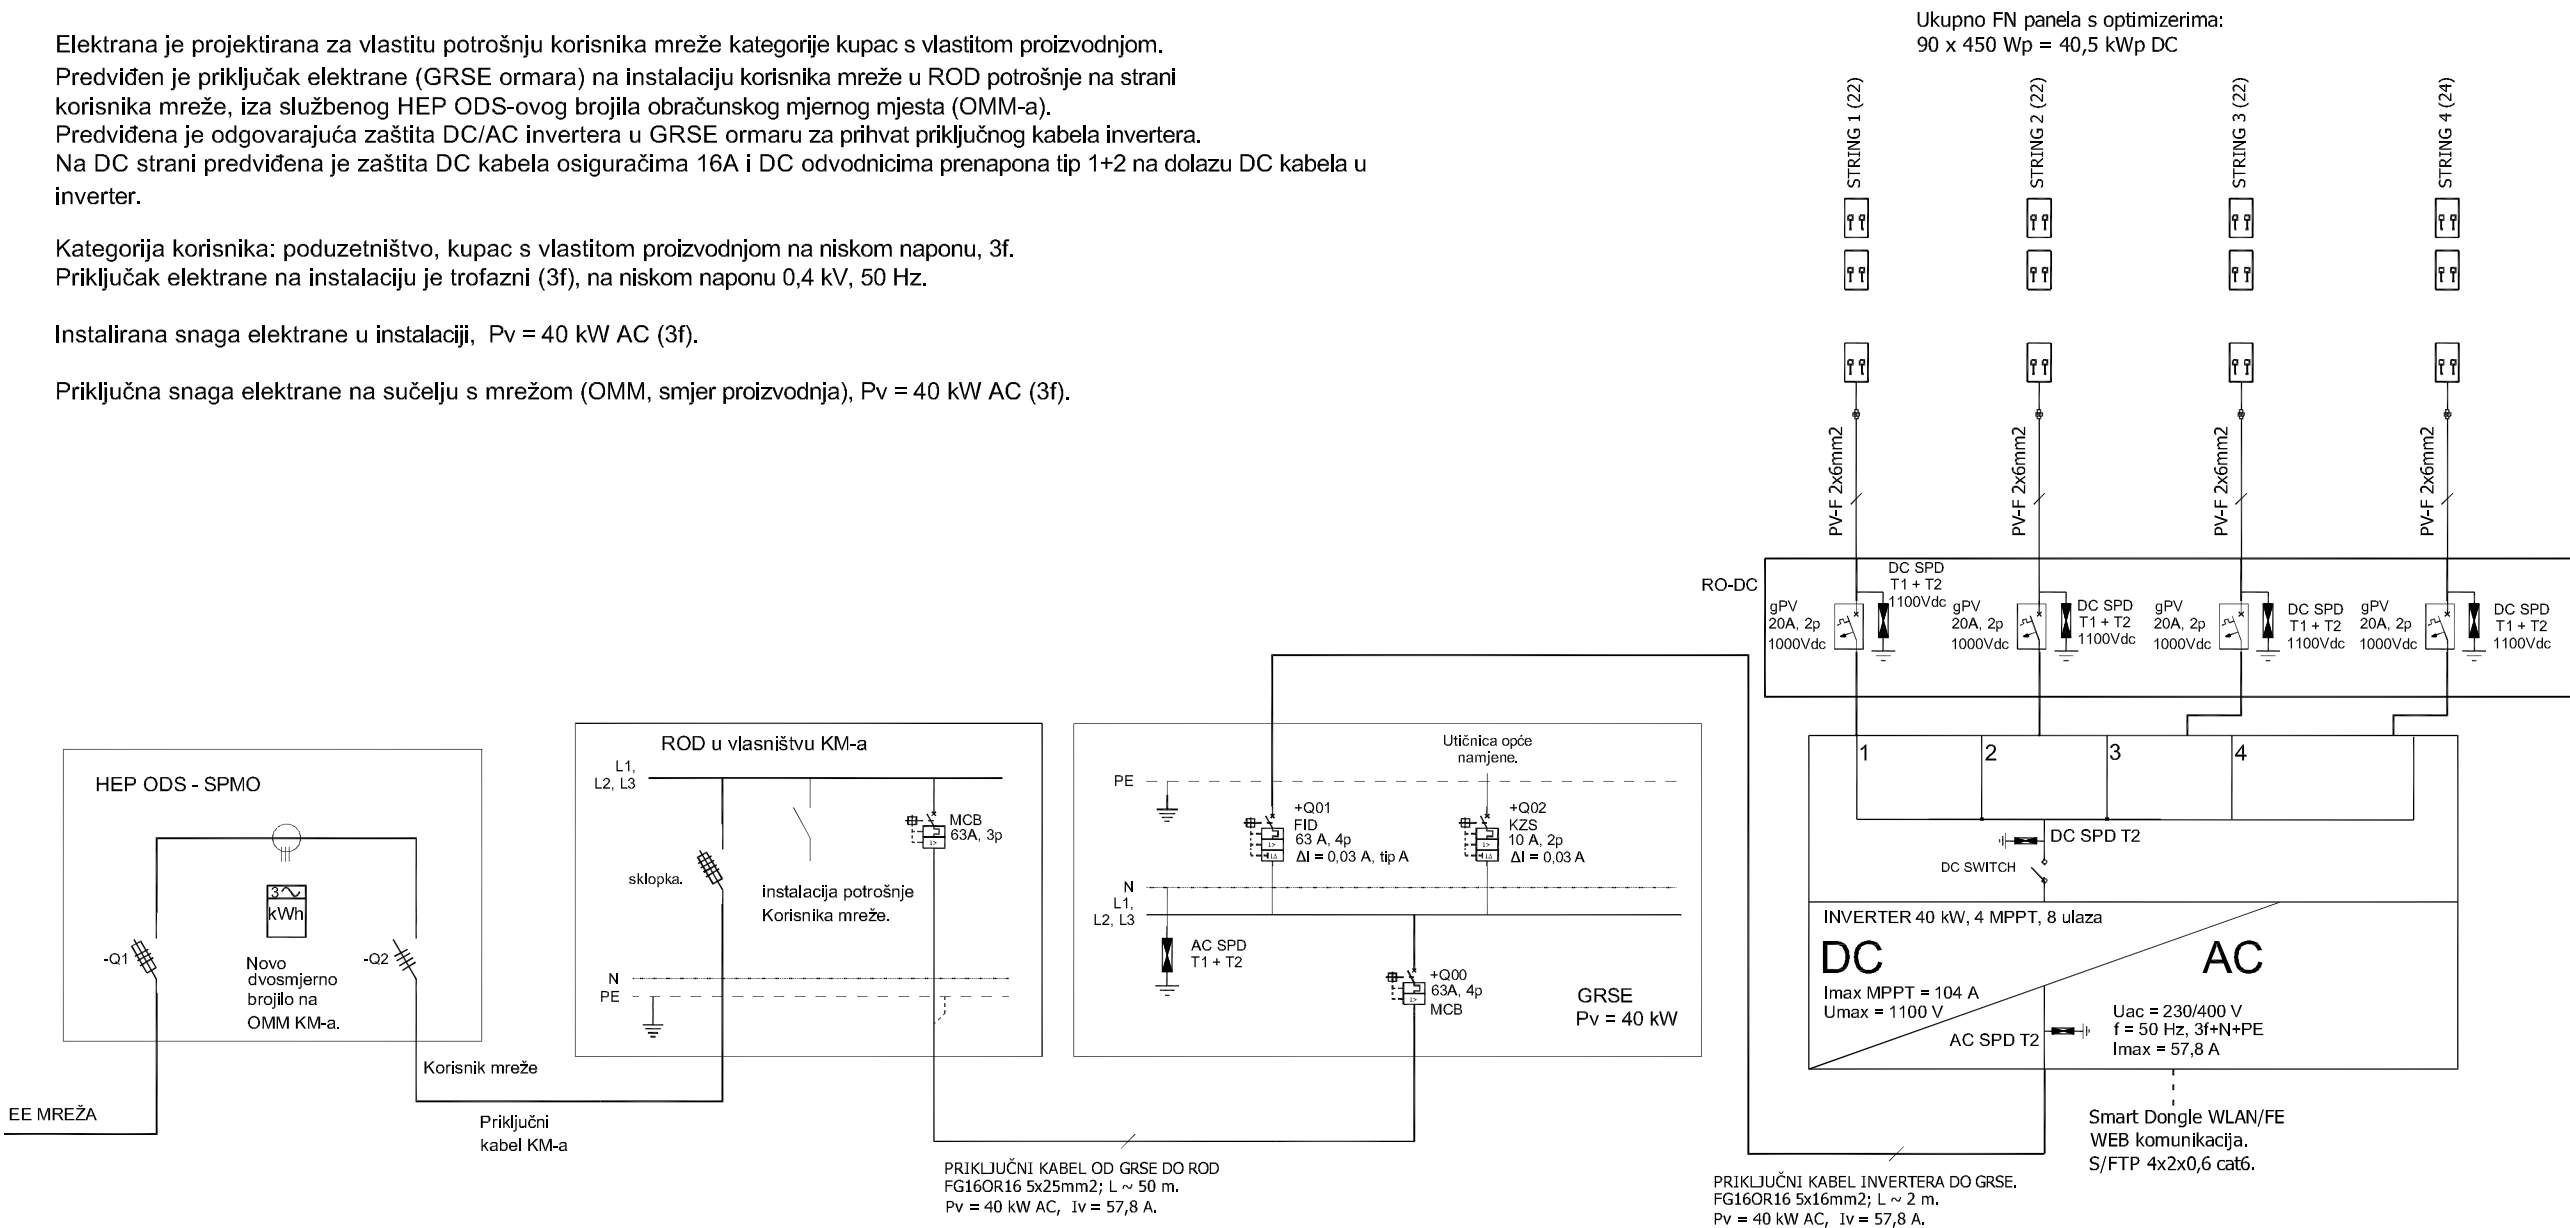 Elektrana je projektirana za vlastitu potrošnju korisnika mreže kategorije kupac s vlastitom proizvodnjom.
Predviđen je priključak elektrane (GRSE ormara) na instalaciju korisnika mreže u ROD potrošnje na strani
korisnika mreže, iza službenog HEP ODS-ovog brojila obračunskog mjernog mjesta (OMM-a).
Predviđena je odgovarajuća zaštita DC/AC invertera u GRSE ormaru za prihvat priključnog kabela invertera.
Na DC strani predviđena je zaštita DC kabela osiguračima 16A i DC odvodnicima prenapona tip 1+2 na dolazu DC kabela u
inverter.
Kategorija korisnika: poduzetništvo, kupac s vlastitom proizvodnjom na niskom naponu, 3f.
Priključak elektrane na instalaciju je trofazni (3f), na niskom naponu 0,4 kV, 50 Hz.
Instalirana snaga elektrane u instalaciji, Pv = 40 kW AC (3f).
Priključna snaga elektrane na sučelju s mrežom (OMM, smjer proizvodnja), Pv = 40 kW AC (3f).
Ukupno FN panela s optimizerima:
90 x 450 Wp = 40,5 kWp DC
STRING 1 (22)
STRING 2 (22)
STRING 3 (22)
STRING 4 (24)
PV-F 2x6mm2
PV-F 2x6mm2
PV-F 2x6mm2
PV-F 2x6mm2
RO-DC
gPV
20A, 2p
1000Vdc
DC SPD
T1 + T2
1100Vdc
gPV
20A, 2p
1000Vdc
DC SPD
T1 + T2
1100Vdc
gPV
20A, 2p
1000Vdc
DC SPD
T1 + T2
1100Vdc
gPV
20A, 2p
1000Vdc
DC SPD
T1 + T2
1100Vdc
HEP ODS - SPMO
3
kWh
-Q1
-Q2
Novo
dvosmjerno
brojilo na
OMM KM-a.
EE MREŽA
Korisnik mreže
Priključni
kabel KM-a
ROD u vlasništvu KM-a
L1,
L2, L3
MCB
63A, 3p
I>
sklopka.
instalacija potrošnje
Korisnika mreže.
N
PE
PRIKLJUČNI KABEL OD GRSE DO ROD
FG16OR16 5x25mm2; L ~ 50 m.
Pv = 40 kW AC, Iv = 57,8 A.
Utičnica opće
namjene.
PE
+Q01
FID
63 A, 4p
ΔI = 0,03 A, tip A
I>
IΔ
+Q02
KZS
10 A, 2p
ΔI = 0,03 A
I>
IΔ
N
L1,
L2, L3
AC SPD
T1 + T2
+Q00
63A, 4p
MCB
I>
GRSE
Pv = 40 kW
1
2
3
4
DC SPD T2
DC SWITCH
INVERTER 40 kW, 4 MPPT, 8 ulaza
DC
AC
Imax MPPT = 104 A
Umax = 1100 V
AC SPD T2
Uac = 230/400 V
f = 50 Hz, 3f+N+PE
Imax = 57,8 A
Smart Dongle WLAN/FE
WEB komunikacija.
S/FTP 4x2x0,6 cat6.
PRIKLJUČNI KABEL INVERTERA DO GRSE.
FG16OR16 5x16mm2; L ~ 2 m.
Pv = 40 kW AC, Iv = 57,8 A.